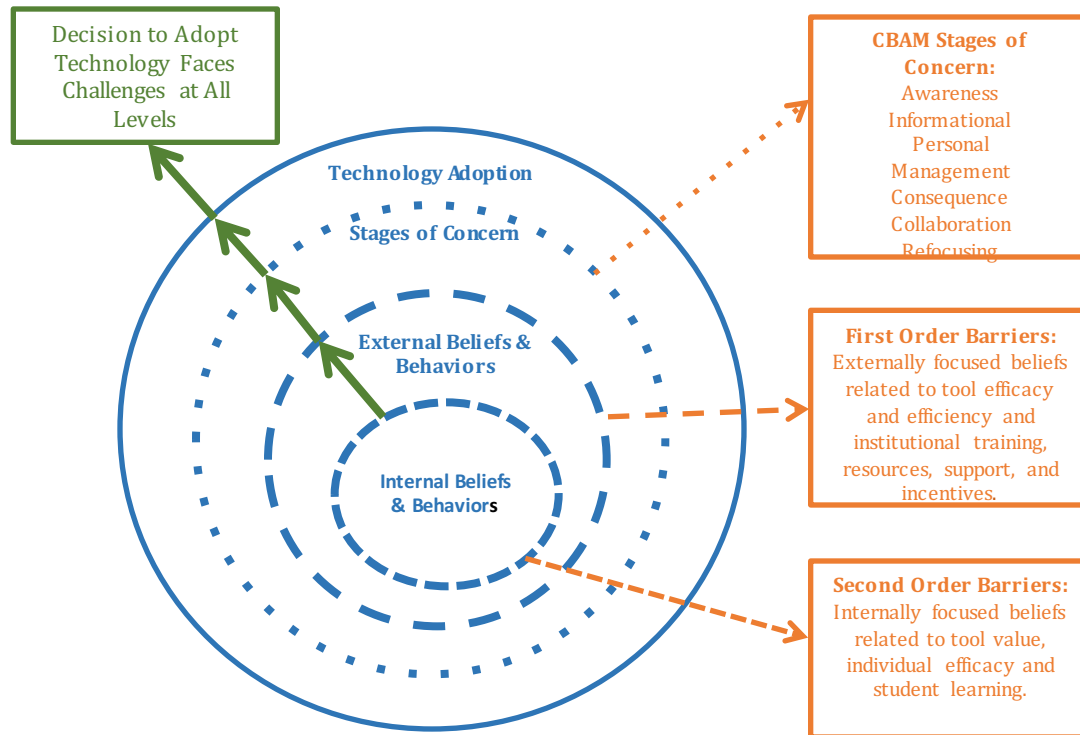 Decision to Adopt
Technology Faces
Challenges at All
Levels
Technology Adoption
Stages of Concern
External Beliefs &
Behaviors
Internal Beliefs
& Behaviors
CBAM Stages of
Concern:
Awareness
Informational
Personal
Management
Consequence
Collaboration
Refocusing
First Order Barriers:
Externally focused beliefs
related to tool efficacy
and efficiency and
institutional training,
resources, support, and
incentives.
Second Order Barriers:
Internally focused beliefs
related to tool value,
individual efficacy and
student learning.